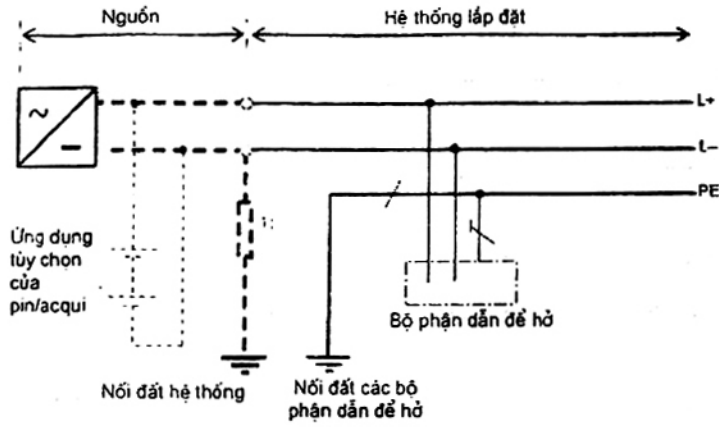 Nguồn
Hệ thống lắp đặt
L+
L–
PE
1)
Ứng dụng
tùy chọn
của
pin/acqui
Bộ phận dẫn để hở
Nối đất hệ thống
Nối đất các bộ
phận dẫn để hở